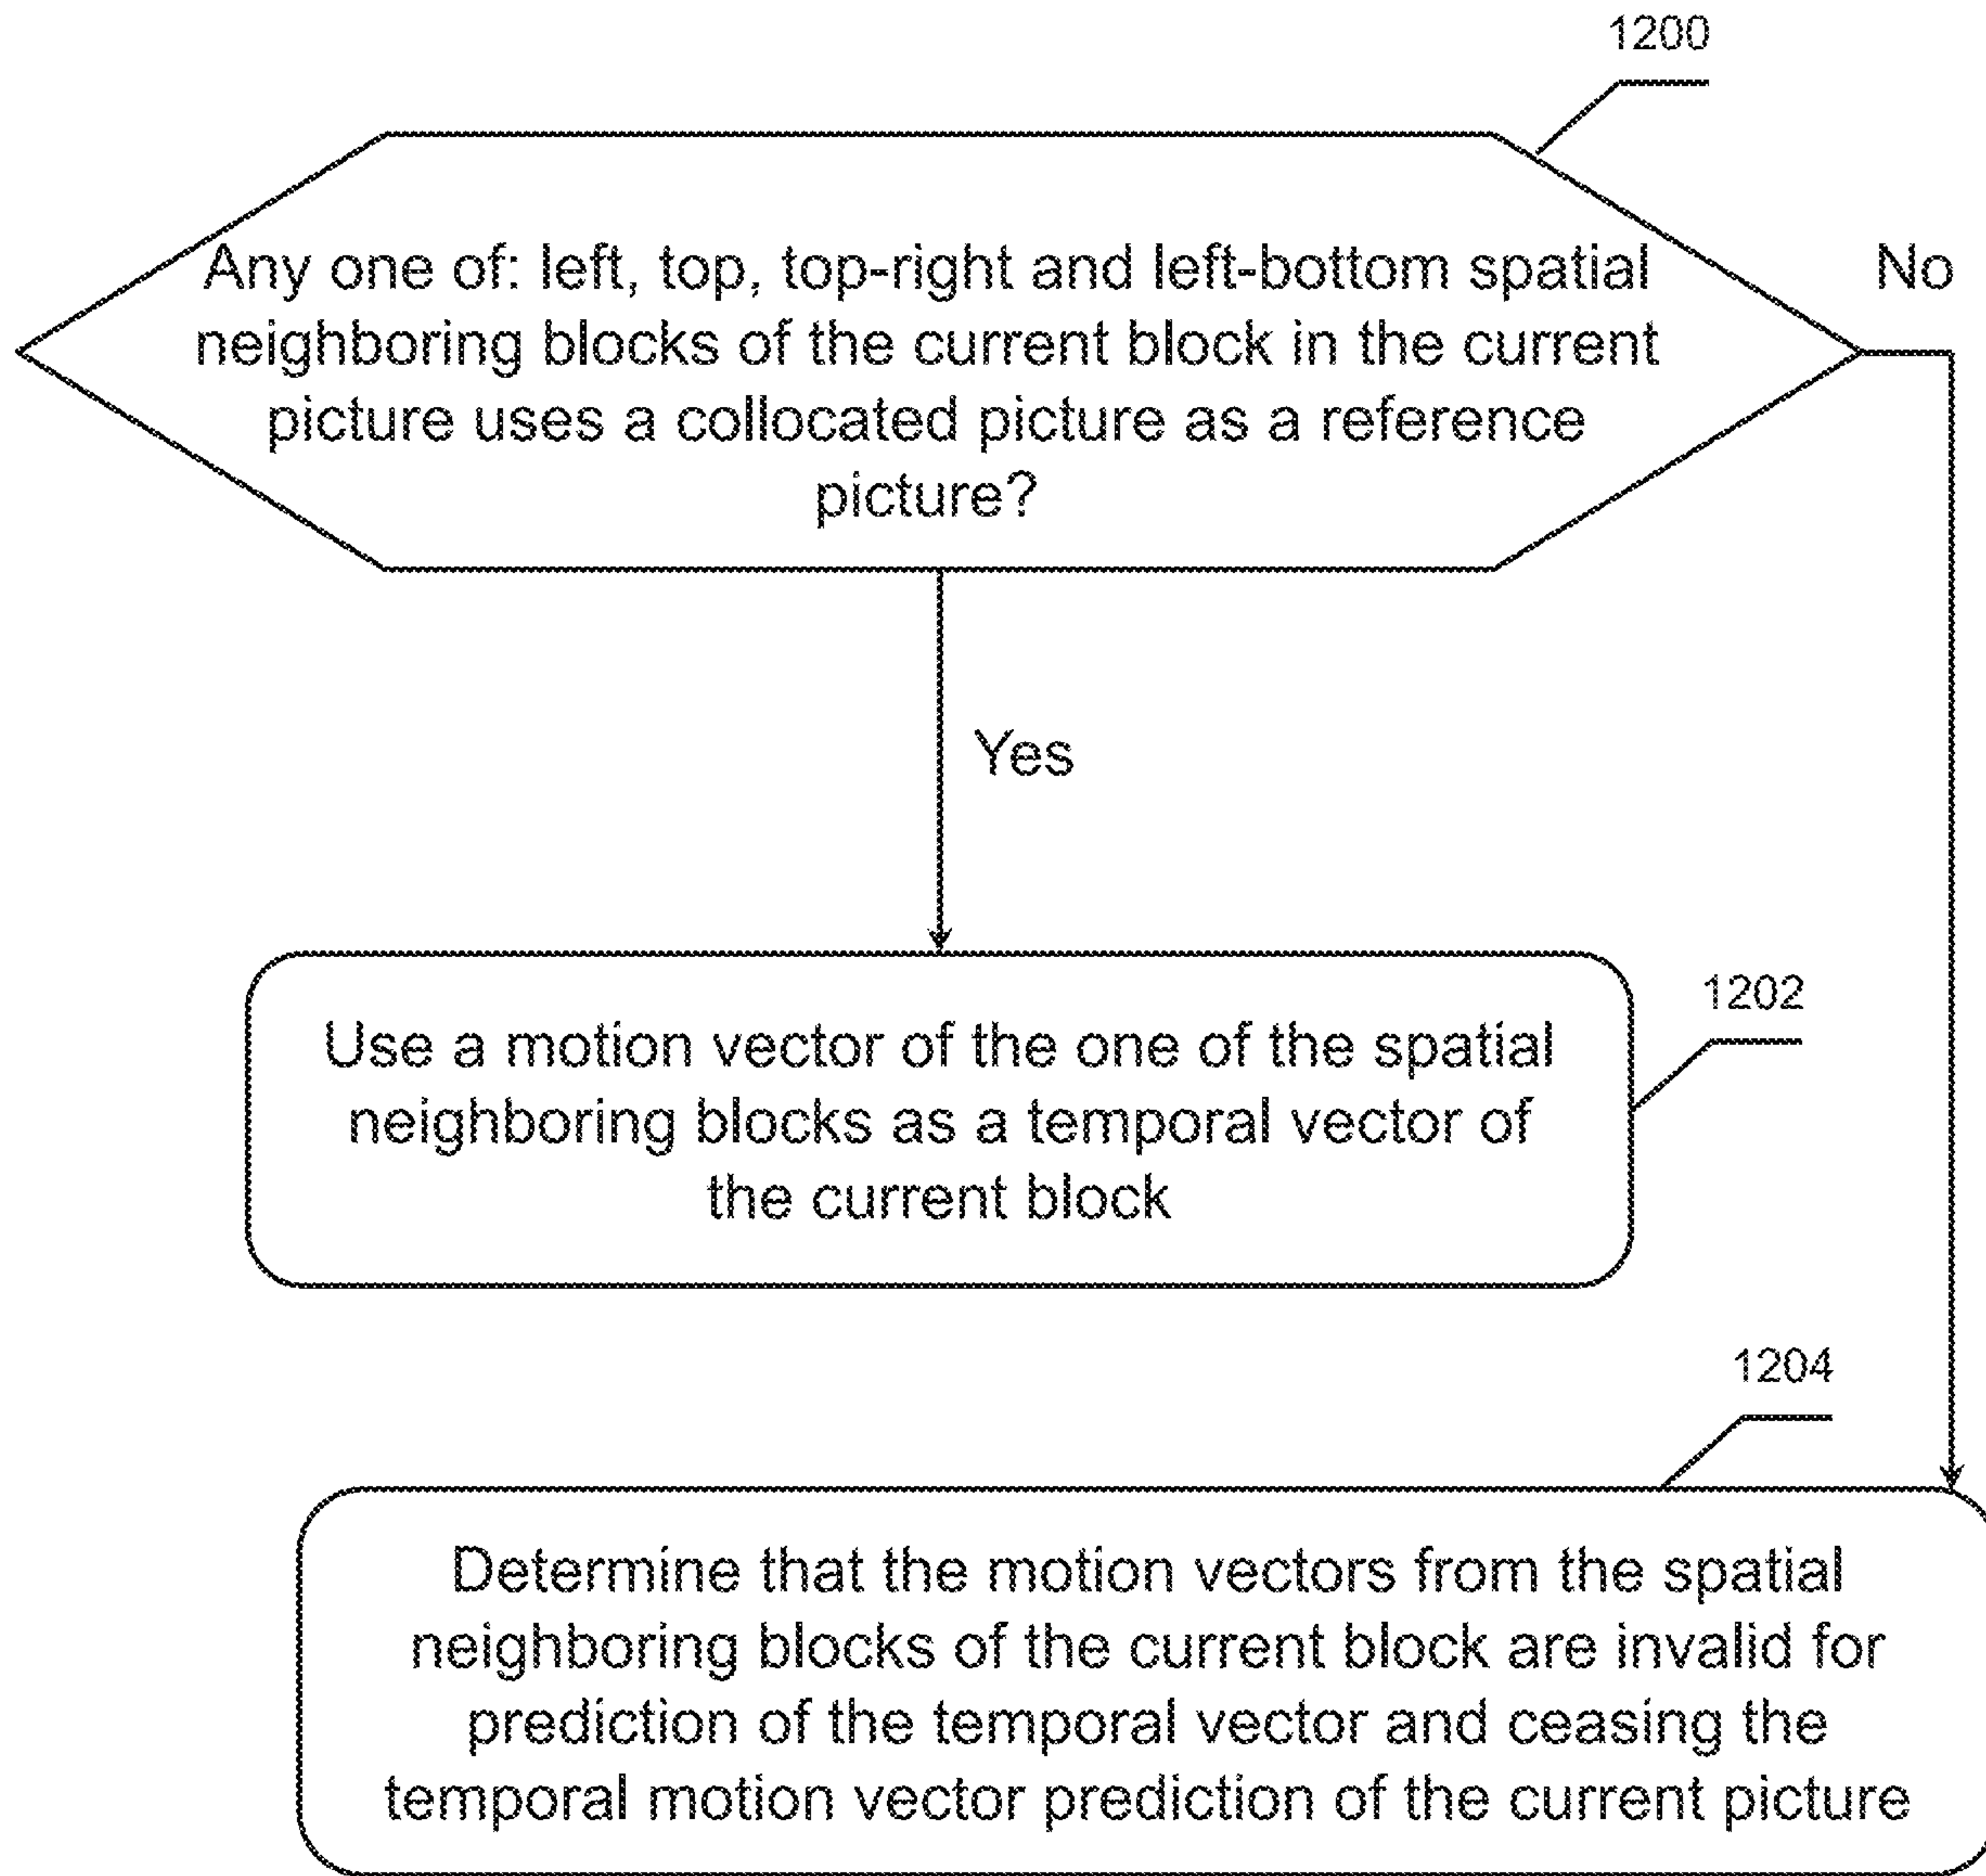 1200
Any one of: left, top, top-right and left-bottom spatial
neighboring blocks of the current block in the current
picture uses a collocated picture as a reference
picture?
No
Yes
Use a motion vector of the one of the spatial
neighboring blocks as a temporal vector of
the current block
1202
1204
Determine that the motion vectors from the spatial
neighboring blocks of the current block are invalid for
prediction of the temporal vector and ceasing the
temporal motion vector prediction of the current picture